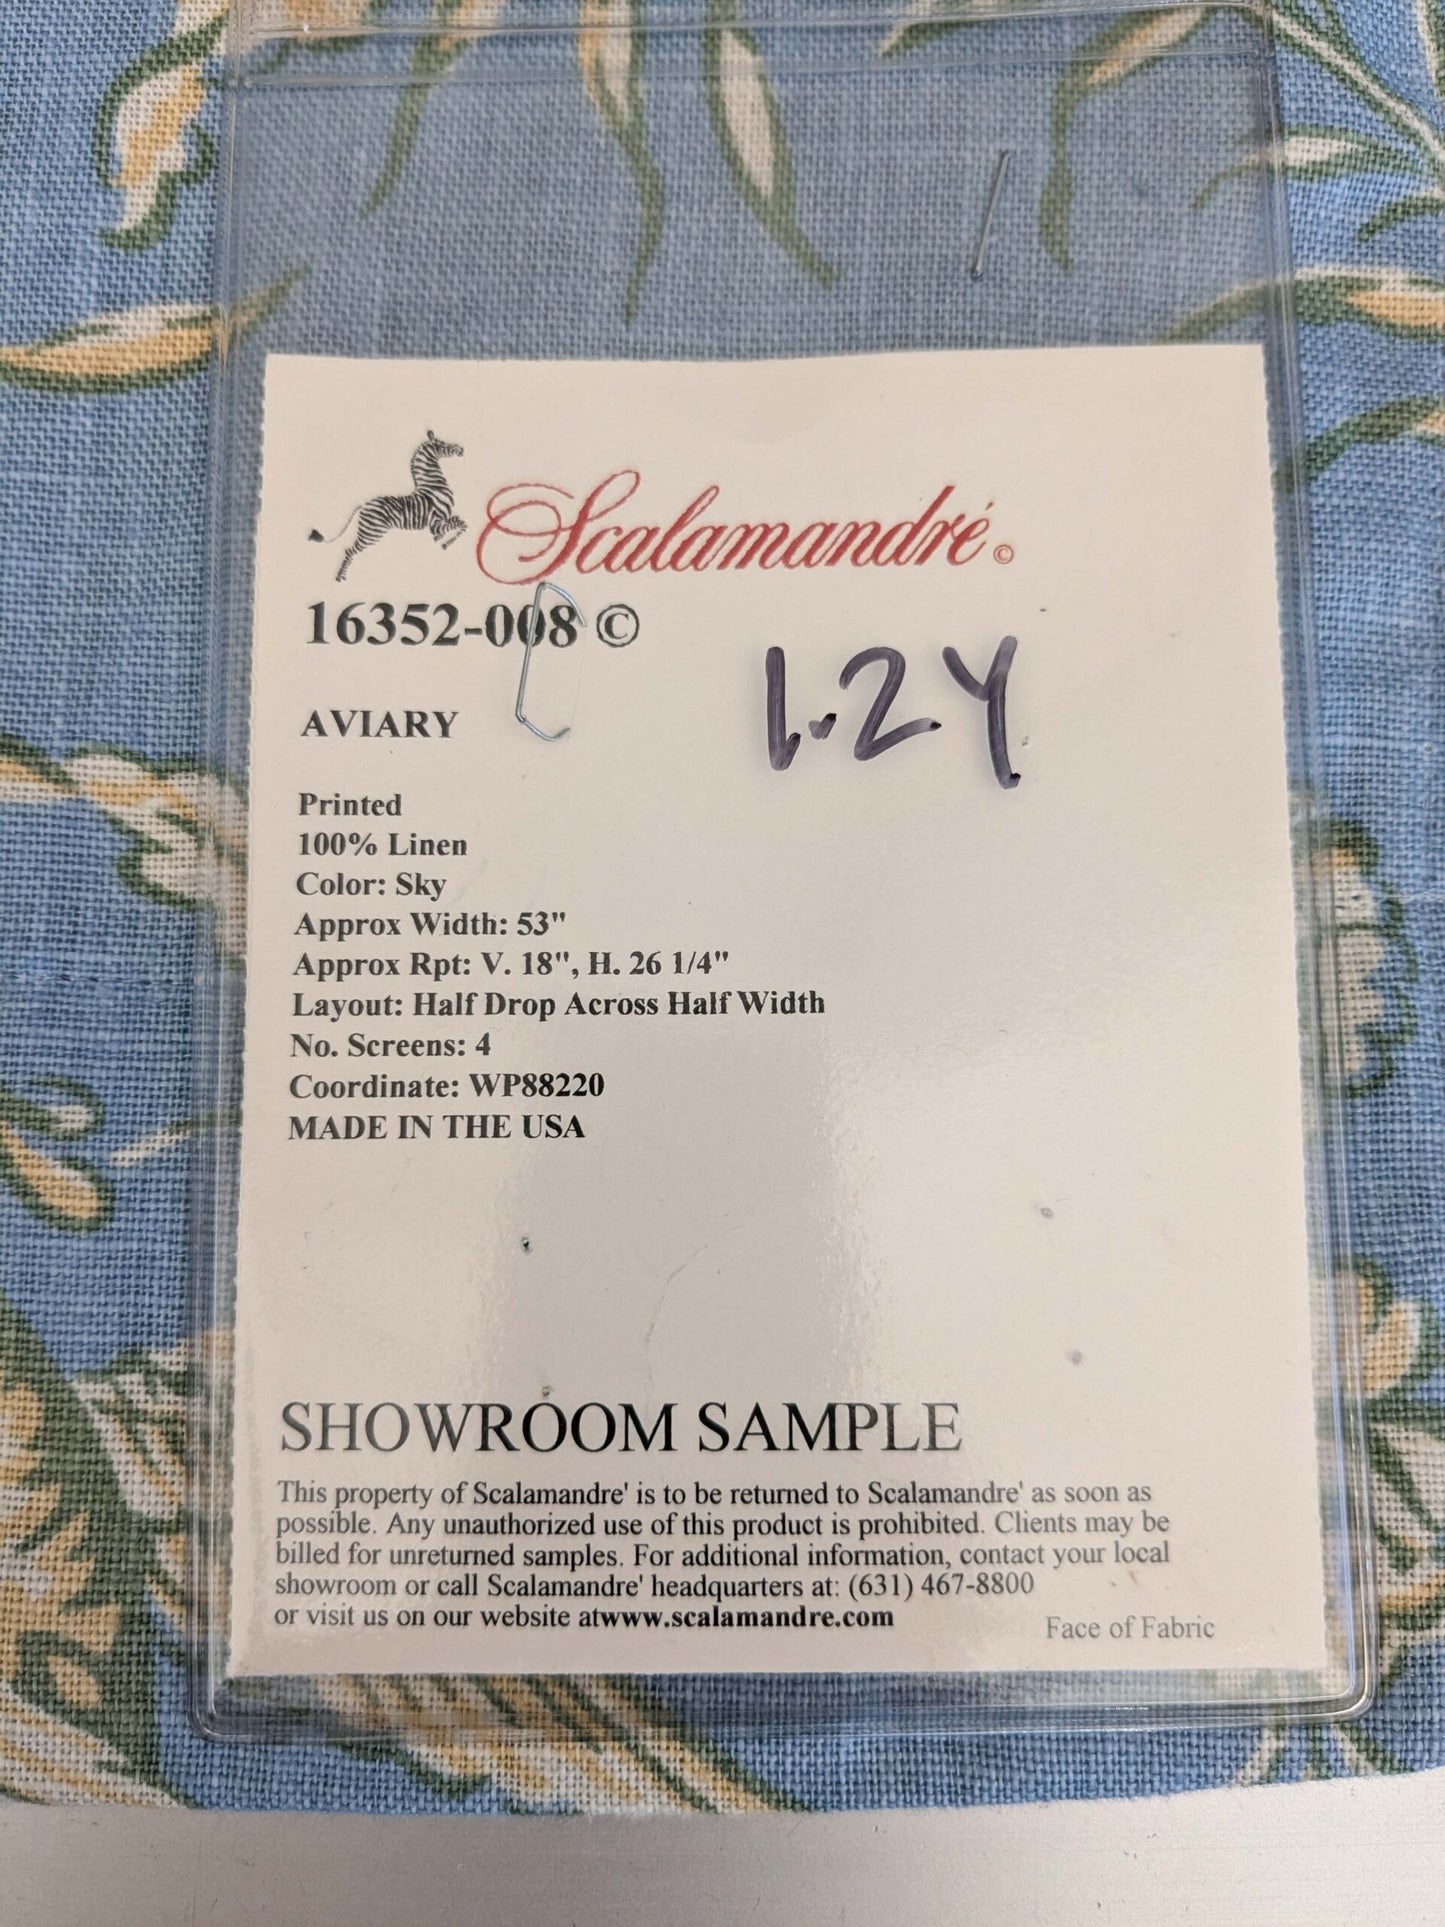 Scalamandré©
16352-008 ©
1.2Y
AVIARY
Printed
100% Linen
Color: Sky
Approx Width: 53"
Approx Rpt: V. 18", H. 26 1/4"
Layout: Half Drop Across Half Width
No. Screens: 4
Coordinate: WP88220
MADE IN THE USA
SHOWROOM SAMPLE
This property of Scalamandre' is to be returned to Scalamandre' as soon as
possible. Any unauthorized use of this product is prohibited. Clients may be
billed for unreturned samples. For additional information, contact your local
showroom or call Scalamandre' headquarters at: (631) 467-8800
or visit us on our website atwww.scalamandre.com
Face of Fabric